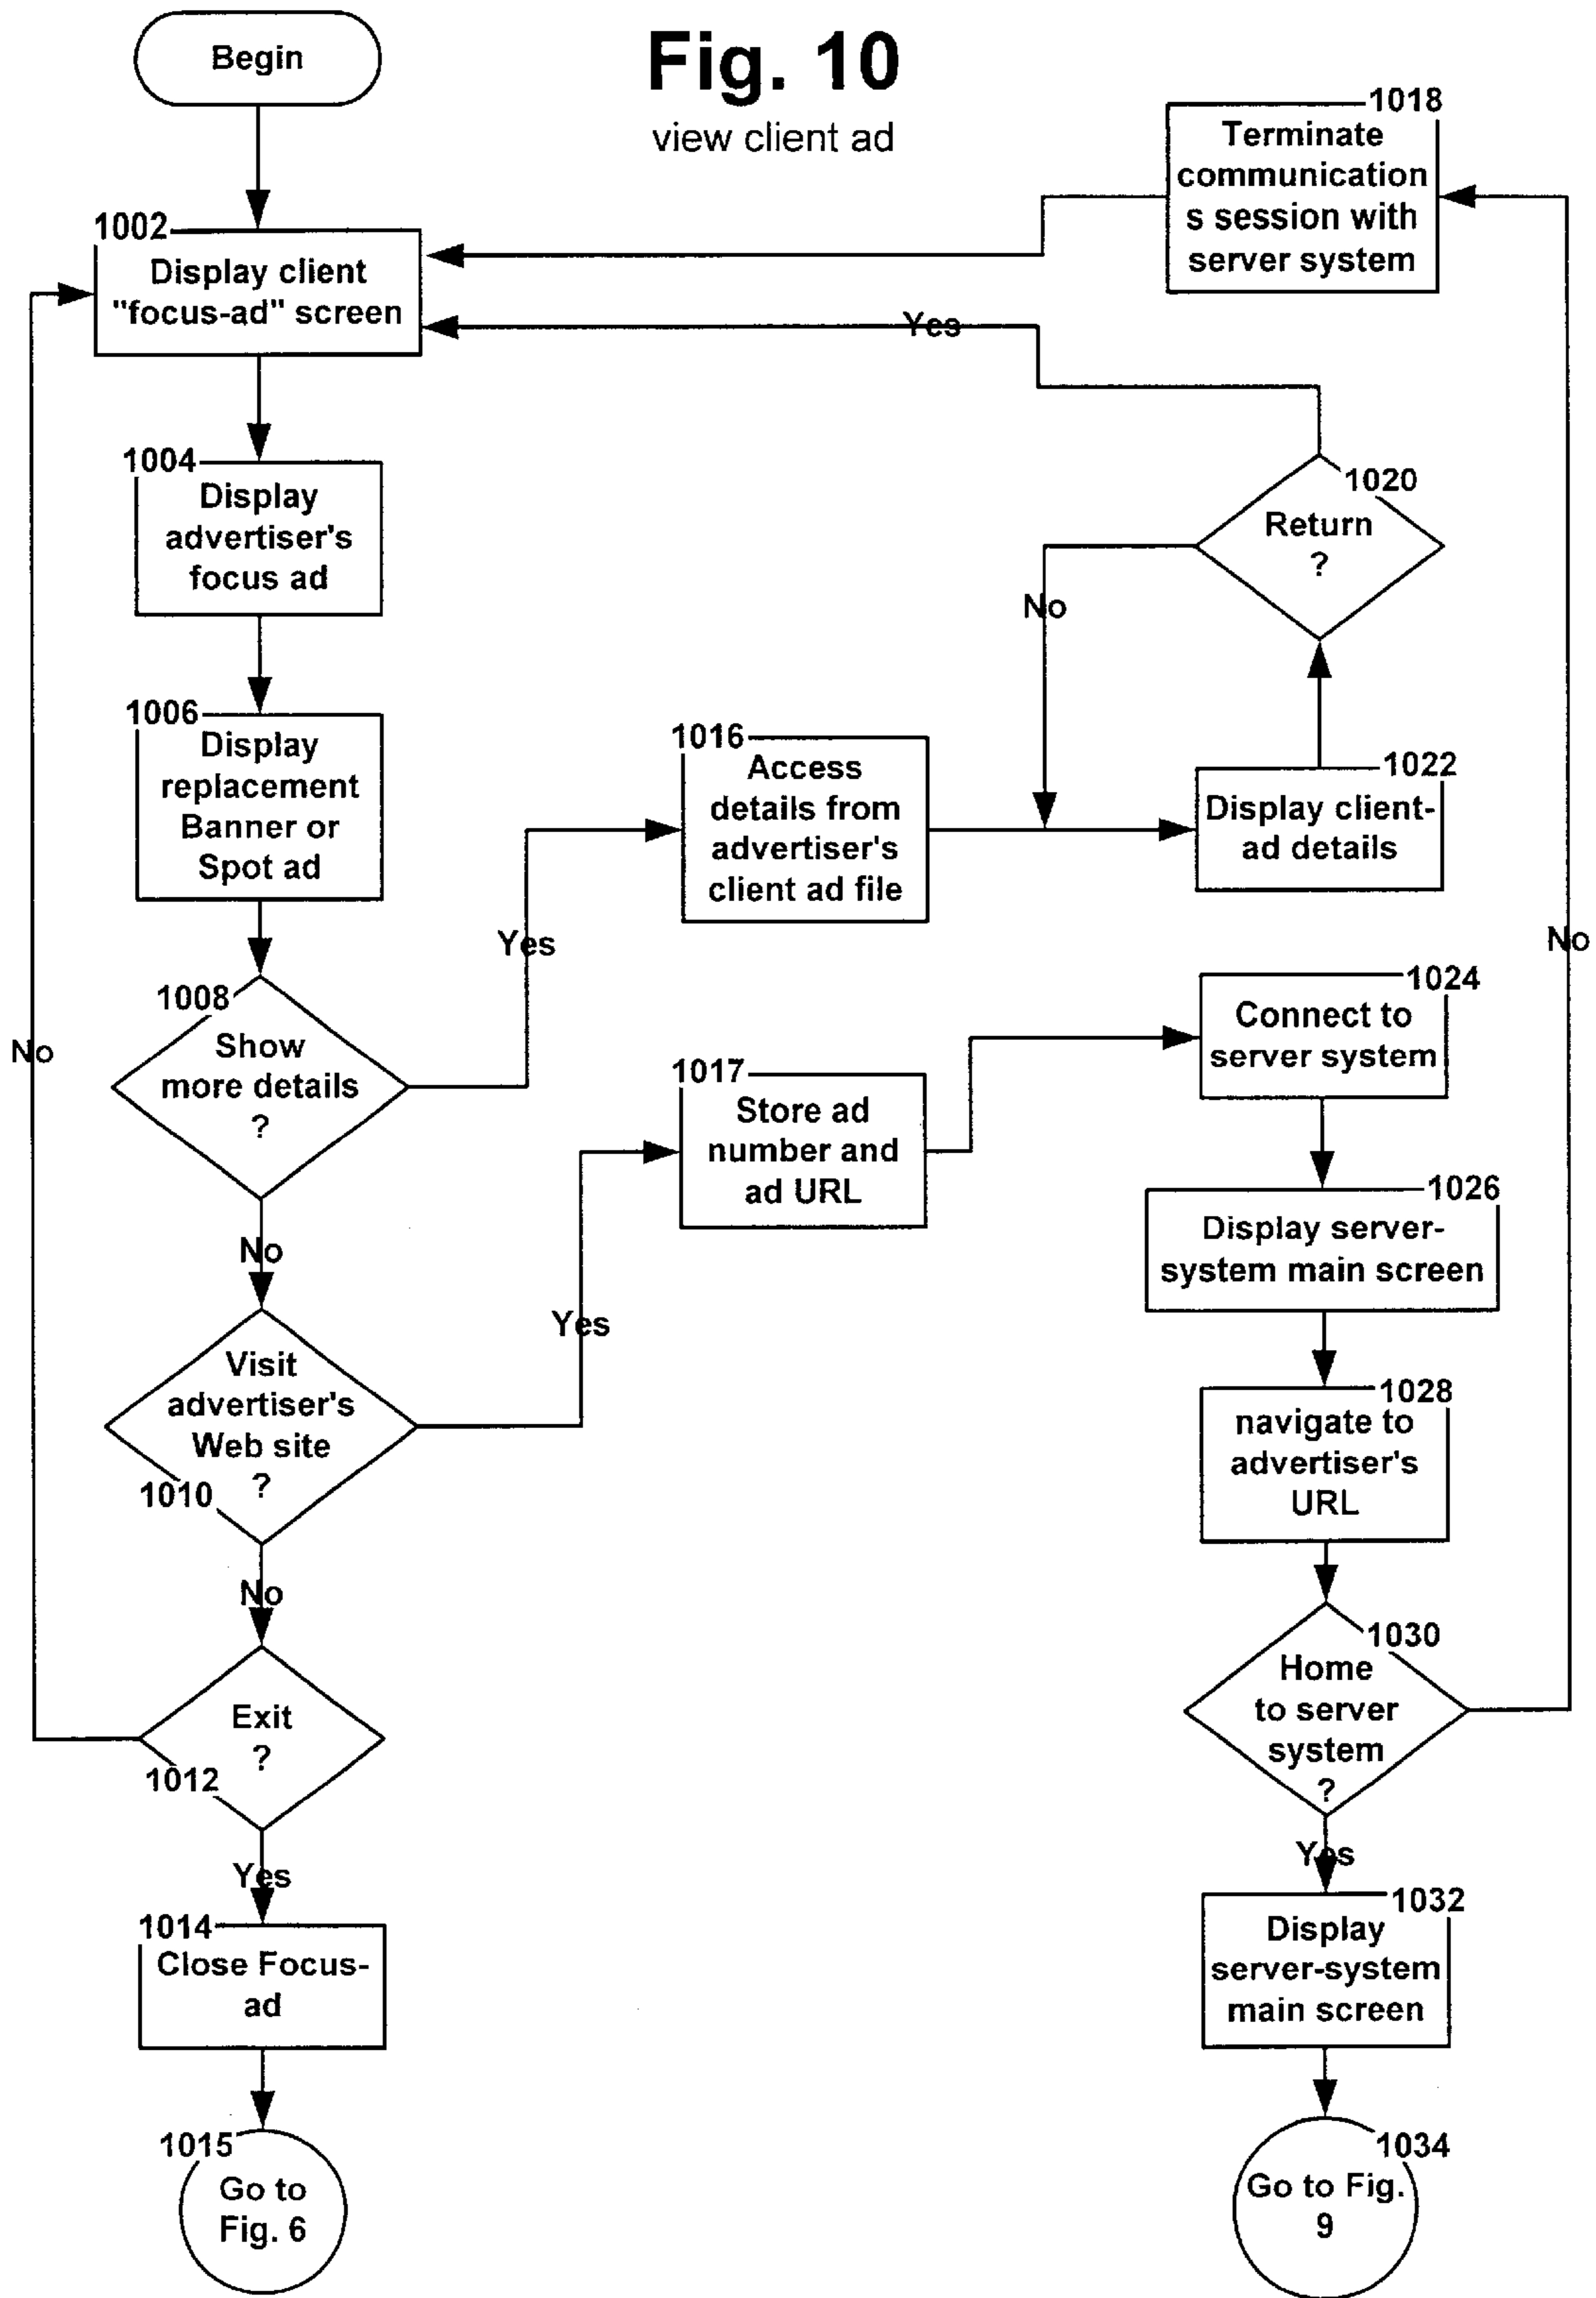 Fig. 10
view client ad
Begin
1002
Display client
"focus-ad" screen
1004
Display
advertiser's
focus ad
1006
Display
replacement
Banner or
Spot ad
1008
Show
more details
?
No
Yes
No
Visit
advertiser's
Web site
?
1010
Yes
No
Exit
?
1012
Yes
1014
Close Focus-
ad
1015
Go to
Fig. 6
1016
Access
details from
advertiser's
client ad file
1017
Store ad
number and
ad URL
1018
Terminate
communication
s session with
server system
Yes
1020
Return
?
No
1022
Display client-
ad details
No
1024
Connect to
server system
1026
Display server-
system main screen
1028
navigate to
advertiser's
URL
1030
Home
to server
system
?
Yes
1032
Display
server-system
main screen
1034
Go to Fig.
9